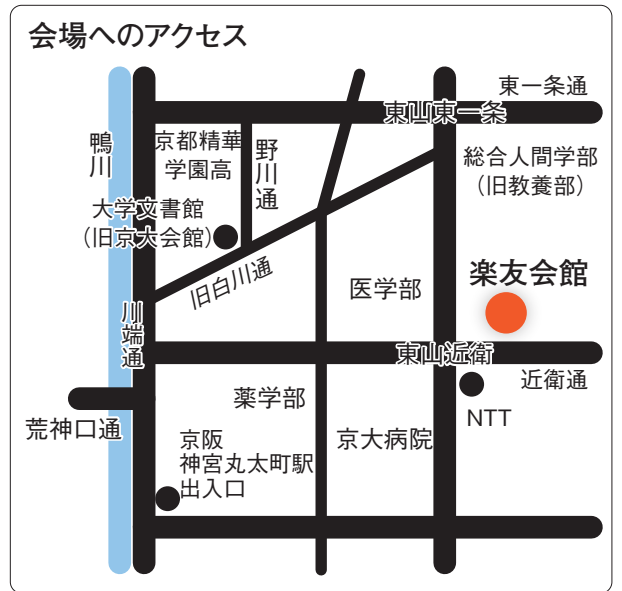 会場へのアクセス
東一条通
東山東一条
鴨川
京都精華
学園高
野川通
総合人間学部
（旧教養部）
大学文書館
（旧京大会館）
旧白川通
医学部
楽友会館
川端通
東山近衛
近衛通
荒神口通
薬学部
NTT
京阪
神宮丸太町駅
出入口
京大病院